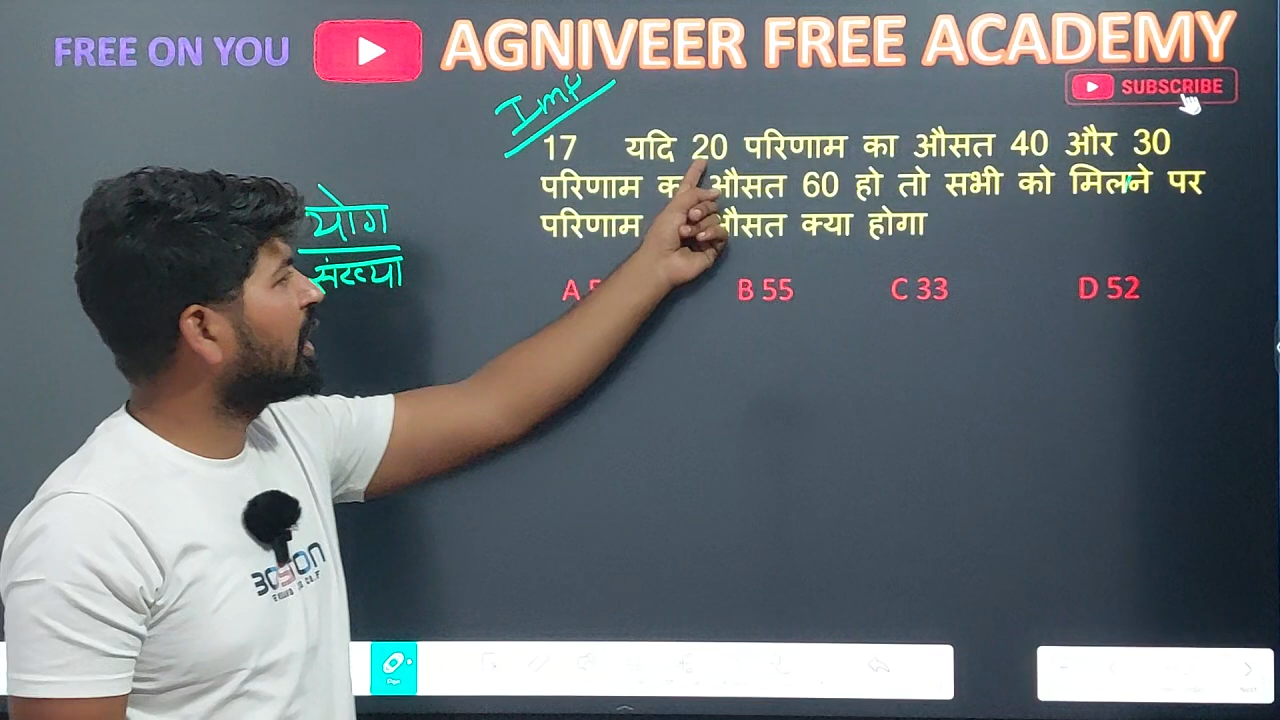 FREE ON YOU AGNIVEER FREE ACADEMY
SUBSCRIBE
Imp
17 यदि 20 परिणाम का औसत 40 और 30
परिणाम औसत 60 हो तो सभी को मिलने पर
परिणाम औसत क्या होगा
योग
संख्या
A B 55 C 33 D 52